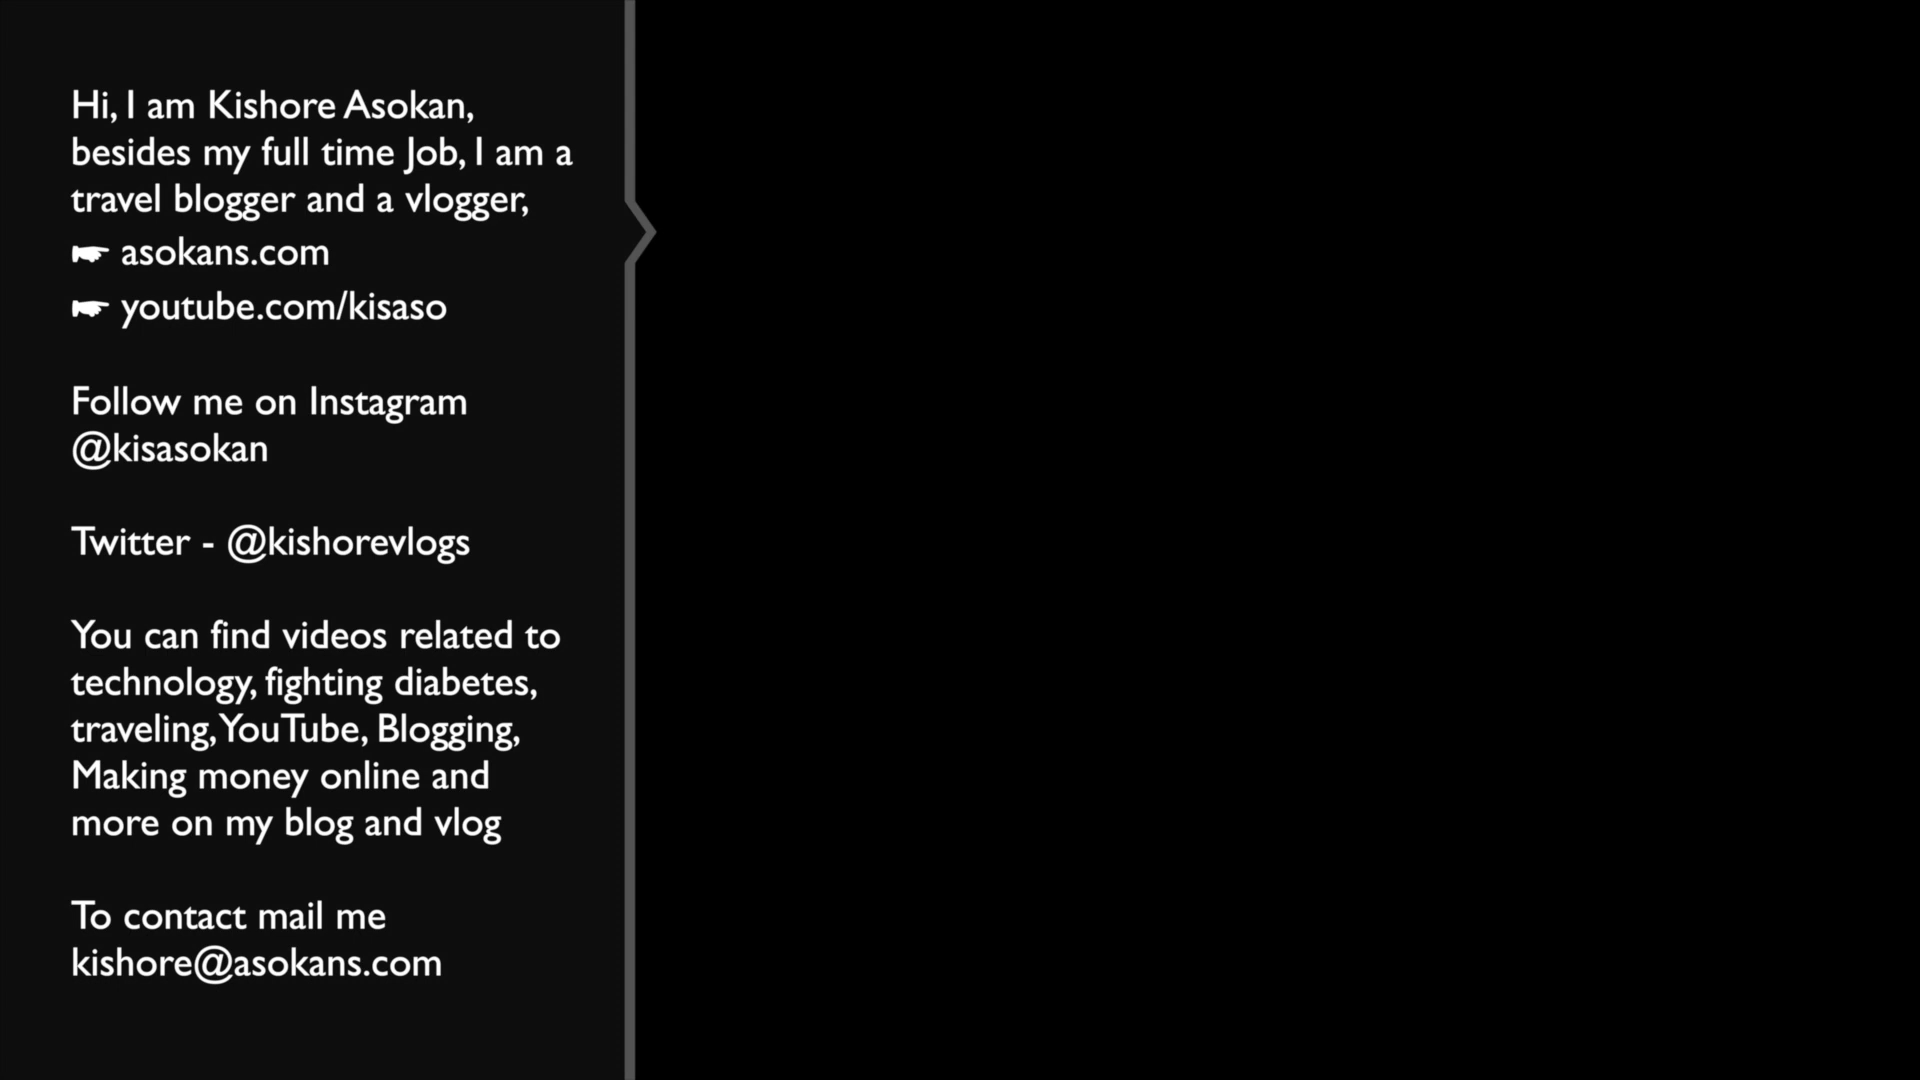 Hi, I am Kishore Asokan,
besides my full time Job, I am a
travel blogger and a vlogger,
☛ asokans.com
☛ youtube.com/kisaso
Follow me on Instagram
@kisasokan
Twitter - @kishorevlogs
You can find videos related to
technology, fighting diabetes,
traveling, YouTube, Blogging,
Making money online and
more on my blog and vlog
To contact mail me
kishore@asokans.com